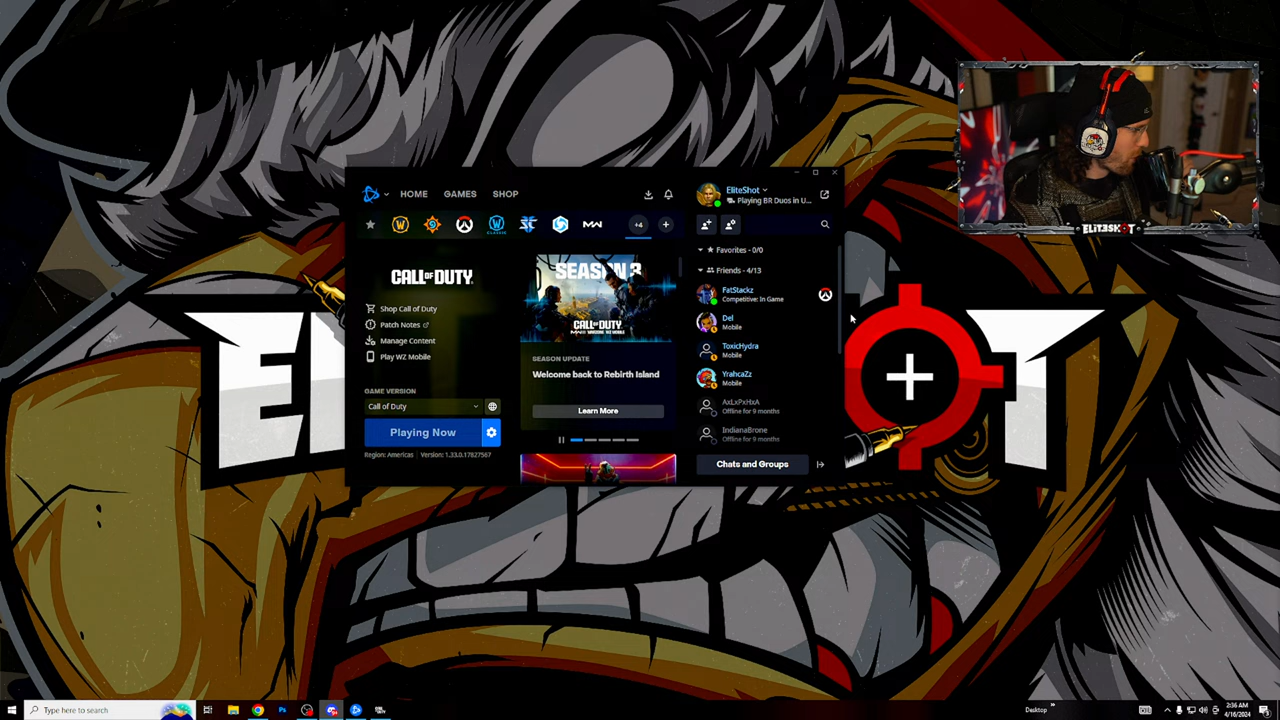 HOME GAMES SHOP
EliteShot
Playing BR Duos in U...
+4
Favorites - 0/0
Friends - 4/13
FatStackz
Competitive: In Game
Del
Mobile
ToxicHydra
Mobile
YrahcaZz
Mobile
AxLxPxHxA
Offline for 9 months
IndianaBrone
Offline for 9 months
Chats and Groups
CALL OF DUTY
Shop Call of Duty
Patch Notes
Manage Content
Play WZ Mobile
GAME VERSION
Call of Duty
Playing Now
Region: Americas | Version: 1.33.0.17827567
SEASON 3
CALL OF DUTY
SEASON UPDATE
Welcome back to Rebirth Island
Learn More
ELIT3SHOT
Type here to search
Desktop
2:36 AM
4/16/2024